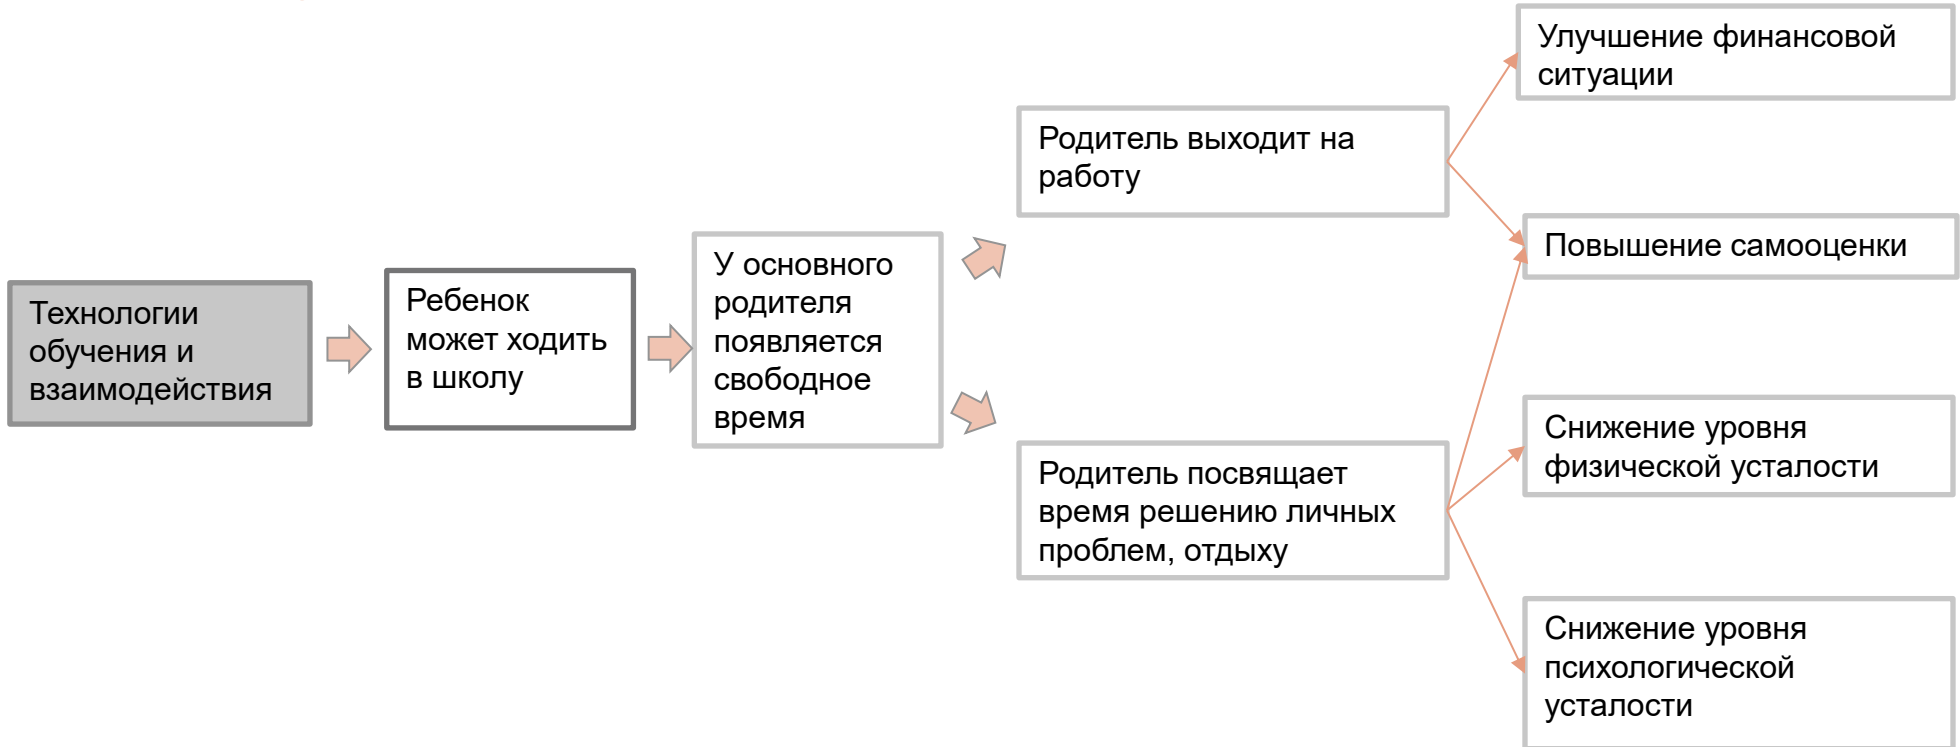 Технологии
обучения и
взаимодействия
Ребенок
может ходить
в школу
У основного
родителя
появляется
свободное
время
Родитель выходит на
работу
Родитель посвящает
время решению личных
проблем, отдыху
Улучшение финансовой
ситуации
Повышение самооценки
Снижение уровня
физической усталости
Снижение уровня
психологической
усталости